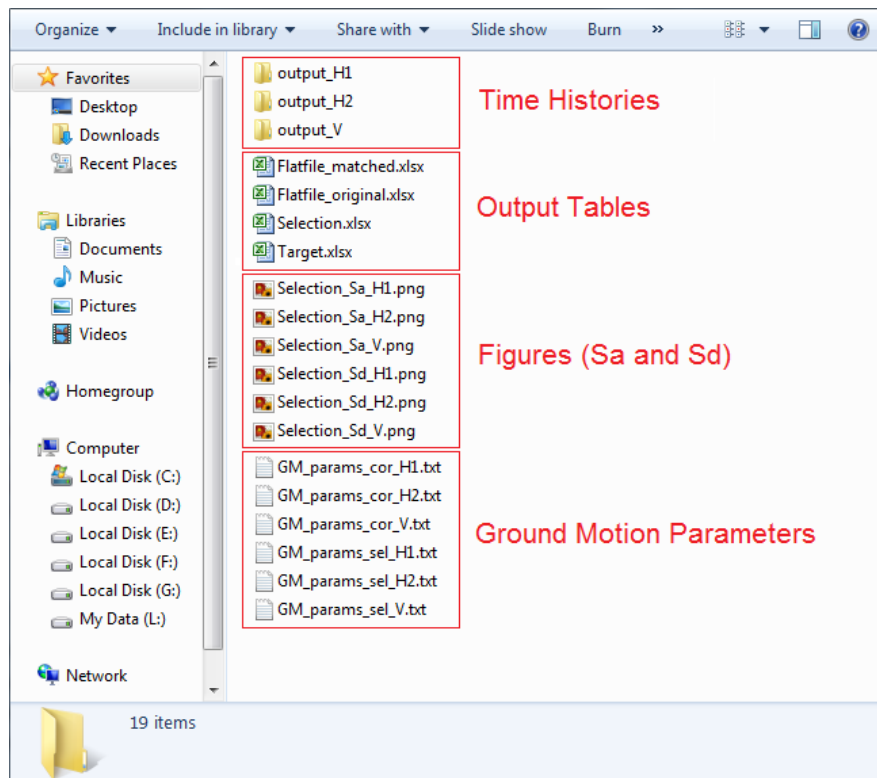 Organize Include in library Share with Slide show Burn »
Favorites
Desktop
Downloads
Recent Places
Libraries
Documents
Music
Pictures
Videos
Homegroup
Computer
Local Disk (C:)
Local Disk (D:)
Local Disk (E:)
Local Disk (F:)
Local Disk (G:)
My Data (L:)
Network
output_H1
output_H2
output_V
Time Histories
Flatfile_matched.xlsx
Flatfile_original.xlsx
Selection.xlsx
Target.xlsx
Output Tables
Selection_Sa_H1.png
Selection_Sa_H2.png
Selection_Sa_V.png
Selection_Sd_H1.png
Selection_Sd_H2.png
Selection_Sd_V.png
Figures (Sa and Sd)
GM_params_cor_H1.txt
GM_params_cor_H2.txt
GM_params_cor_V.txt
GM_params_sel_H1.txt
GM_params_sel_H2.txt
GM_params_sel_V.txt
Ground Motion Parameters
19 items